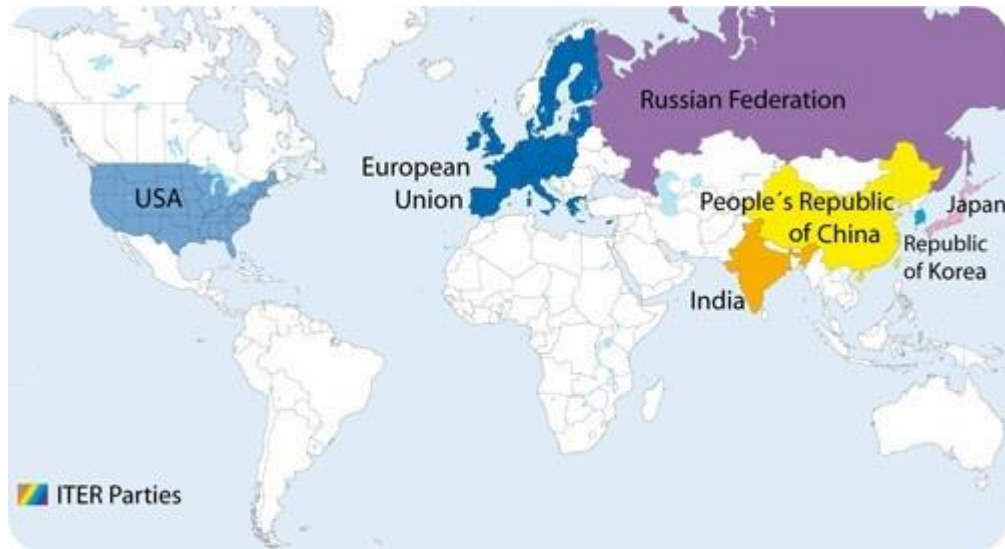 Russian Federation
European
Union
USA
People´s Republic
of China
Japan
Republic
of Korea
India
ITER Parties